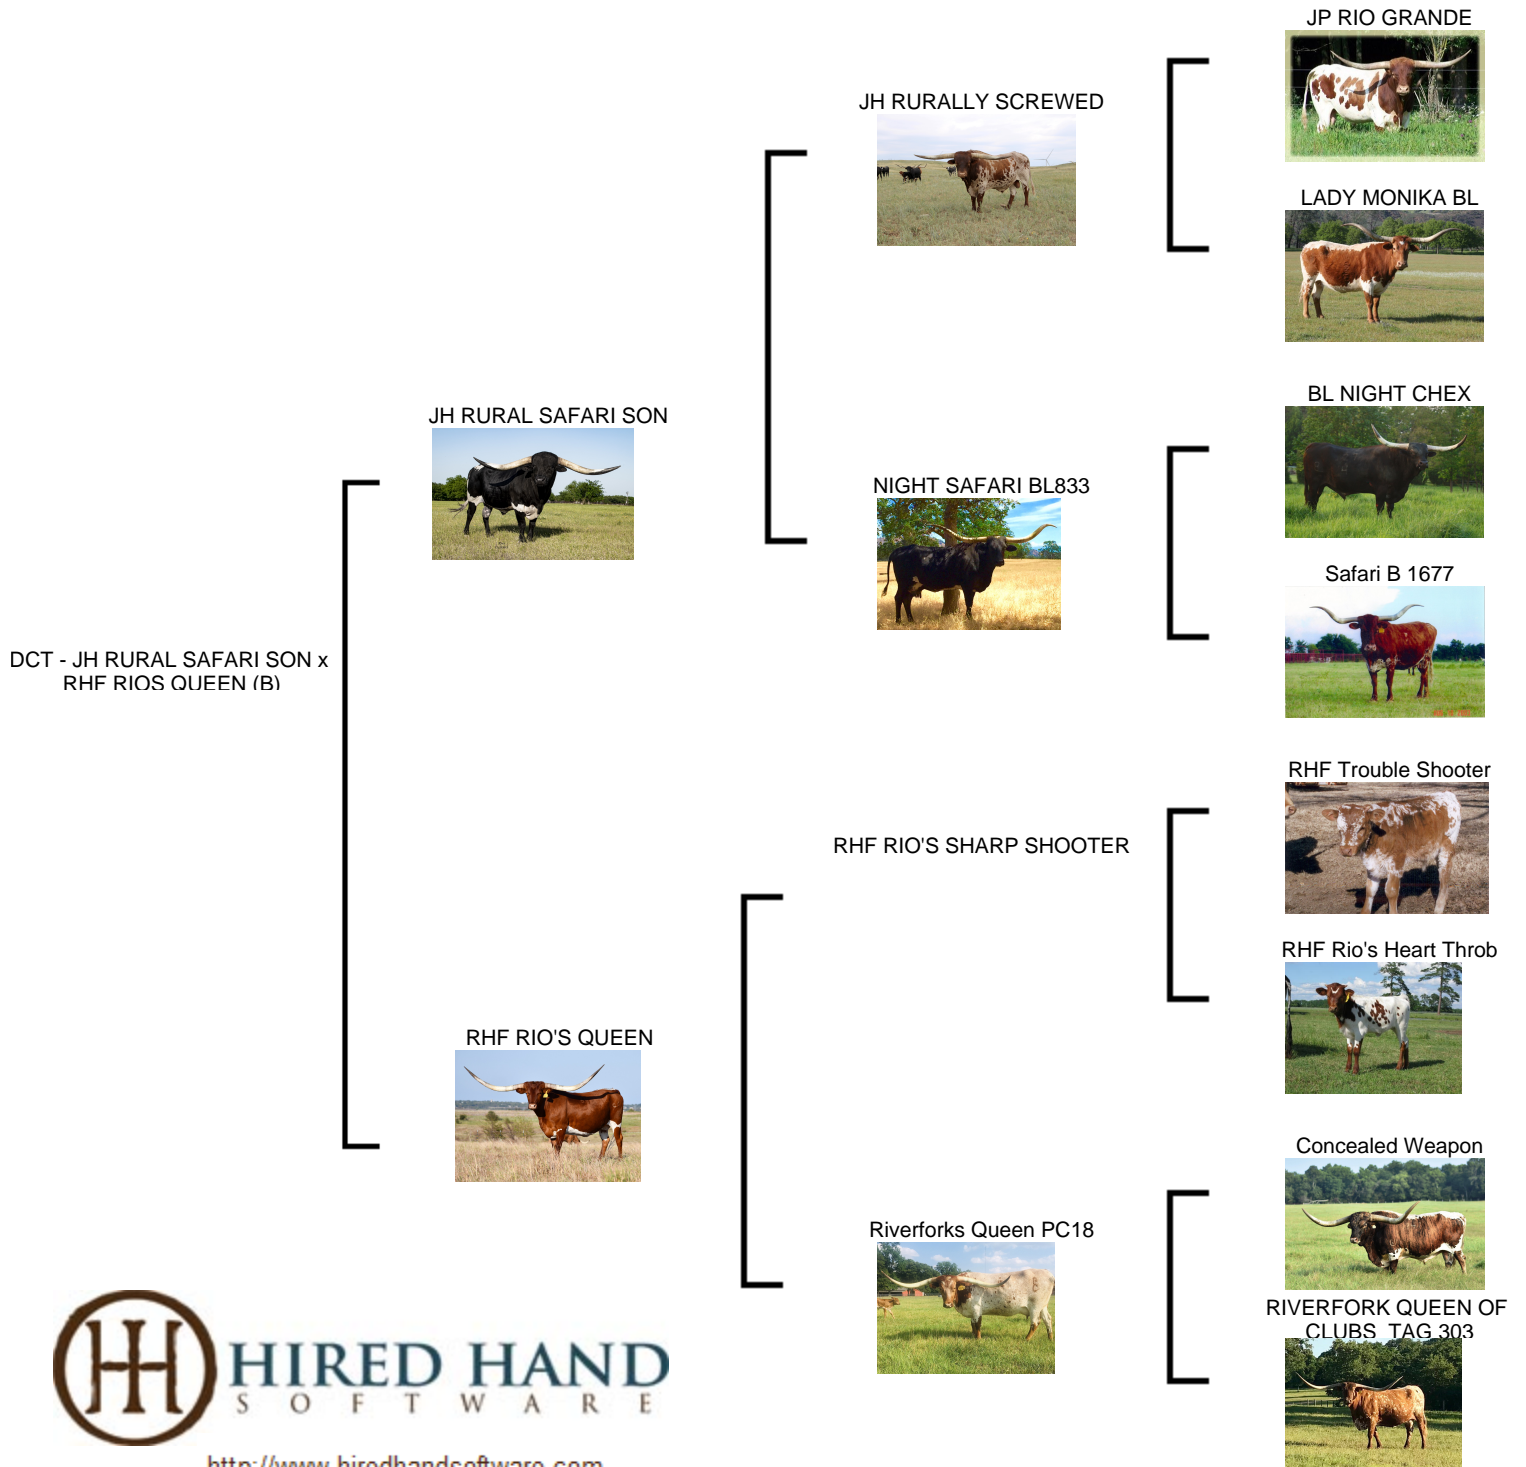 JP RIO GRANDE
JH RURALLY SCREWED
LADY MONIKA BL
BL NIGHT CHEX
JH RURAL SAFARI SON
NIGHT SAFARI BL833
Safari B 1677
DCT - JH RURAL SAFARI SON x
RHF RIOS QUEEN (B)
RHF Trouble Shooter
RHF RIO'S SHARP SHOOTER
RHF Rio's Heart Throb
RHF RIO'S QUEEN
Concealed Weapon
Riverforks Queen PC18
RIVERFORK QUEEN OF
CLUBS TAG 303
HIRED HAND
SOFTWARE
http://www.hiredhandsoftware.com